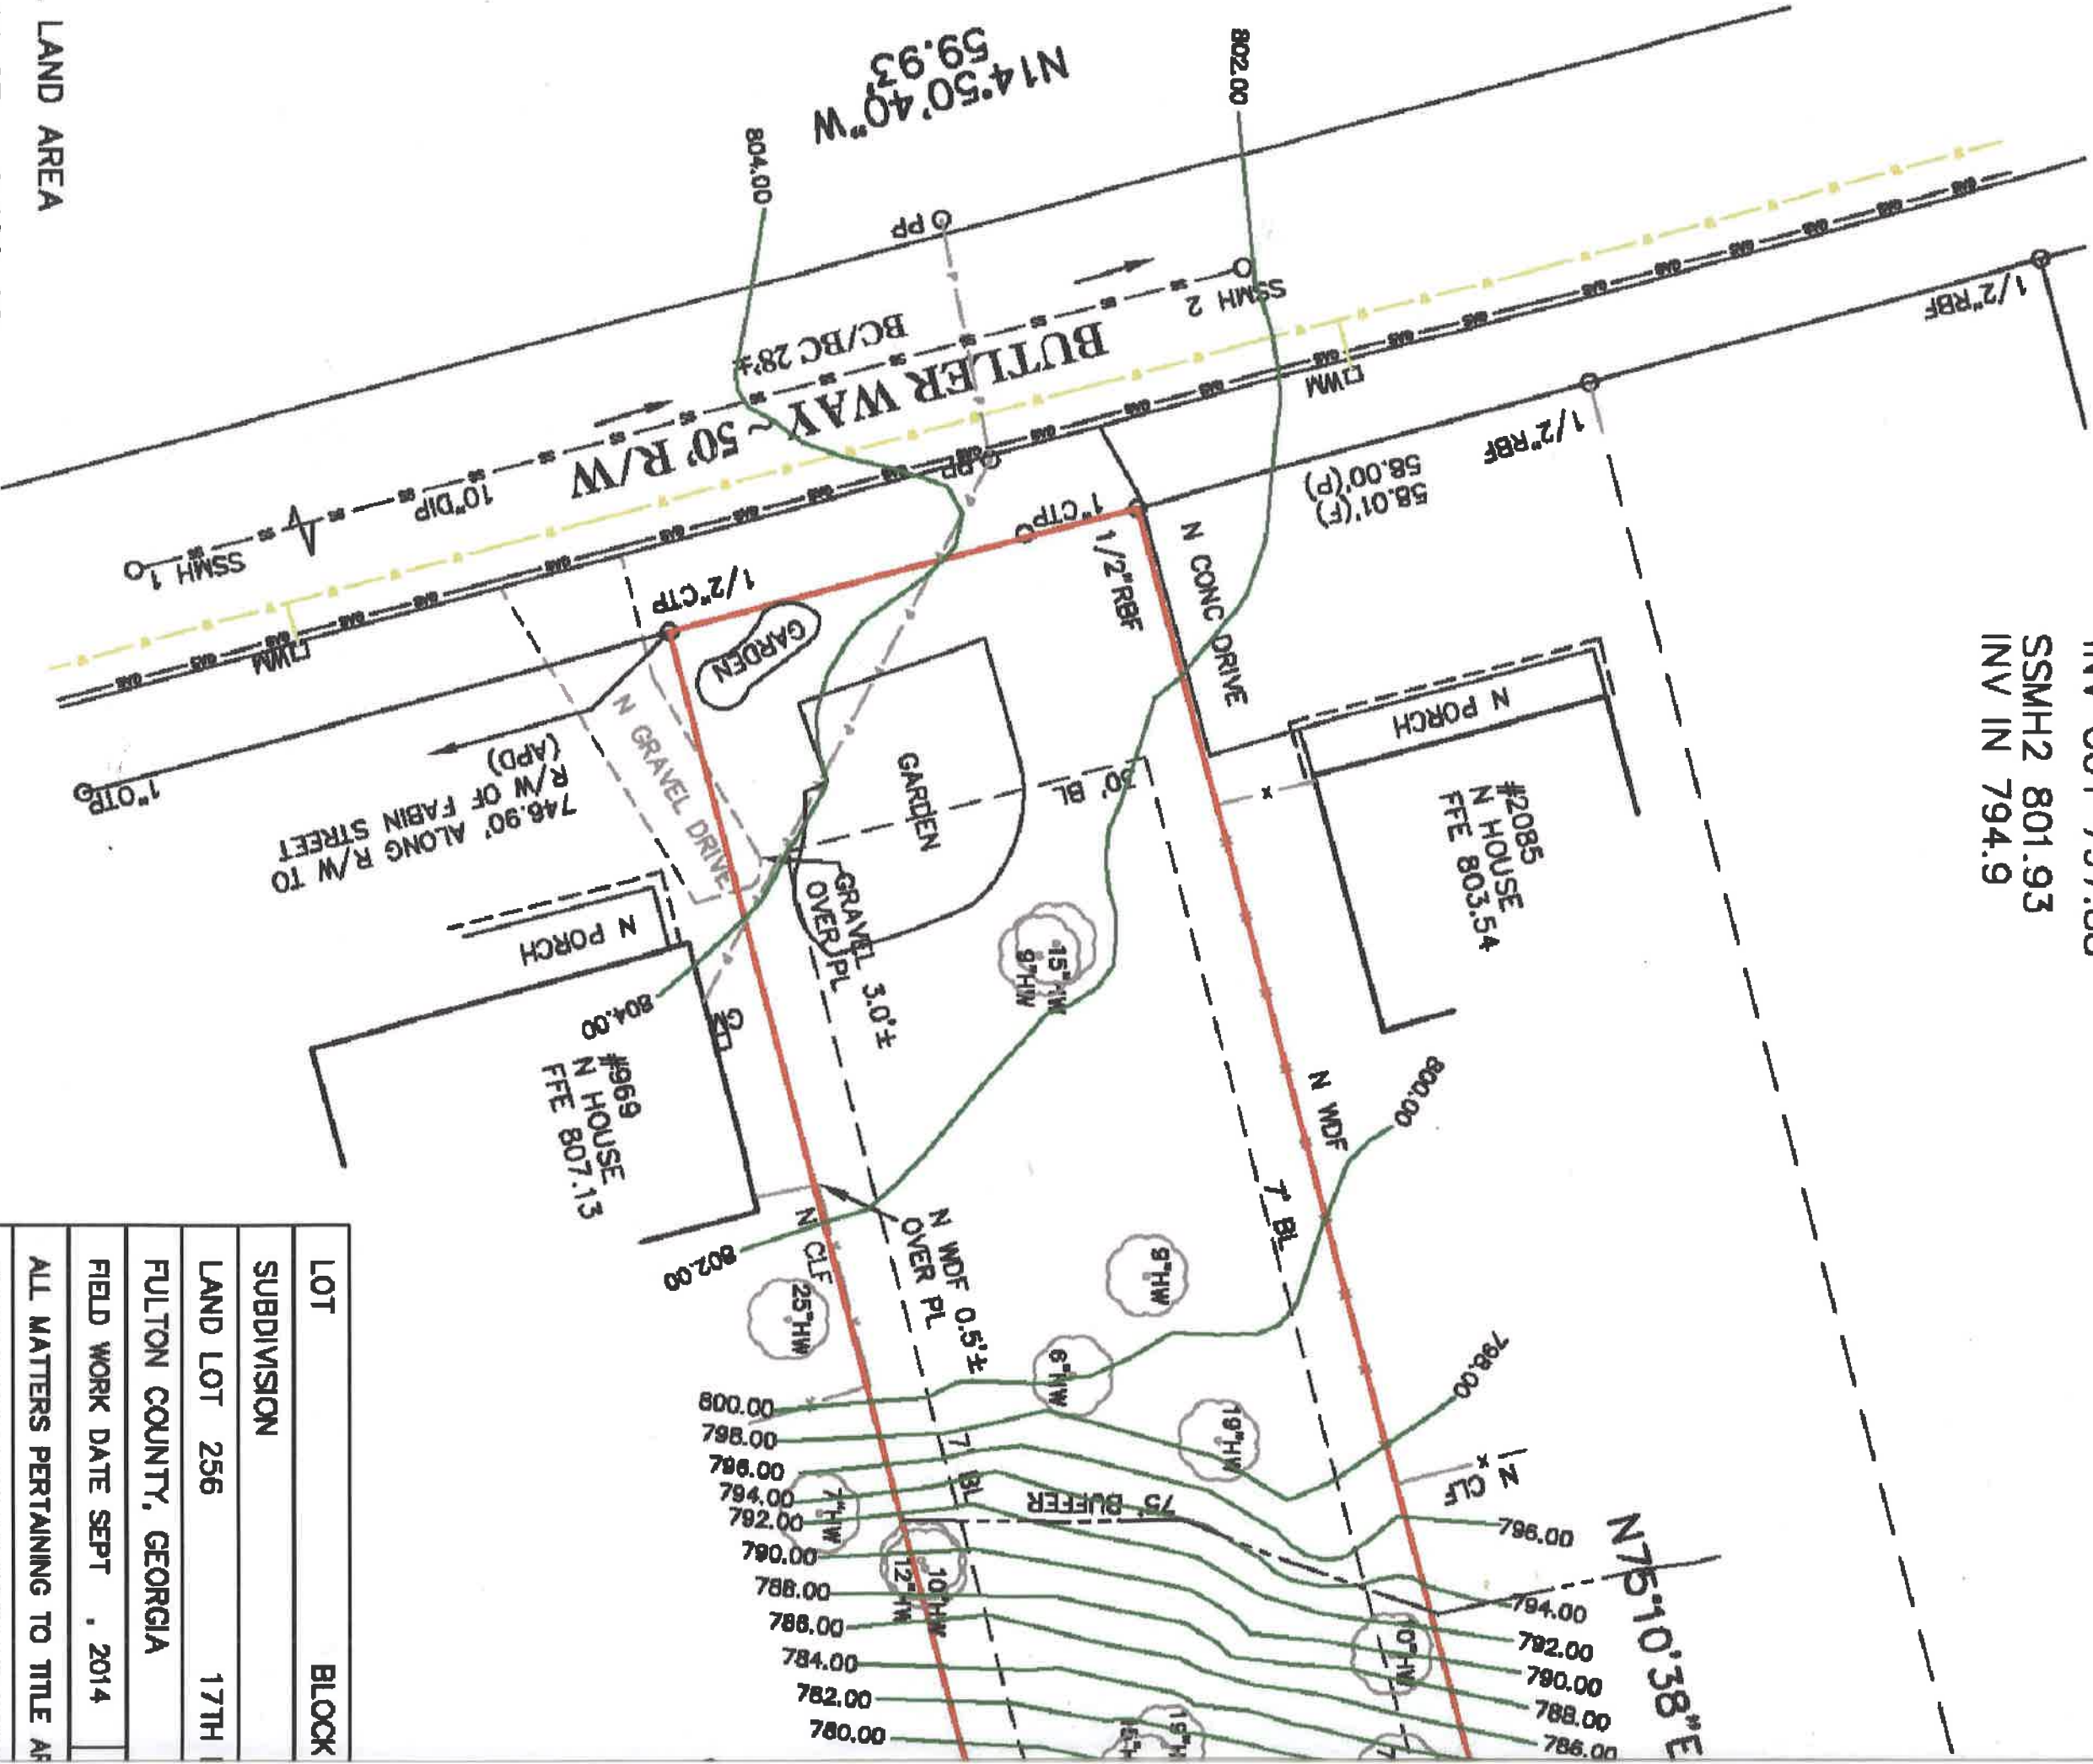 LAND AREA
N14°50'40"W
59.93'
802.00
804.00
PP
SSMH 2
BC/BC 28'±
BUTLER WAY ~ 50' R/W
10"DIP
SSMH 1
PP
WM
WM
1/2"RBF
1/2"RBF
58.01'(F)
58.00'(P)
1"CTP
1/2"RBF
1/2"CTP
1"OTP
N CONC DRIVE
GARDEN
GARDEN
N GRAVEL DRIVE
746.90' ALONG R/W TO
R/W OF FABIN STREET
(APD)
30' BL
N PORCH
#2085
N HOUSE
FFE 803.54
SSMH2 801.93
INV IN 794.9
GRAVEL 3.0'±
OVER PL
N PORCH
804.00
GM
#969
N HOUSE
FFE 807.13
15"HW
9"HW
N WDF
800.00
7' BL
N WDF 0.5'±
OVER PL
N CLF
802.00
25"HW
9"HW
6"HW
19"HW
798.00
N
CLF
7' BL
75' BUFFER
7"HW
10"HW
12"HW
800.00
798.00
796.00
794.00
792.00
790.00
788.00
786.00
784.00
782.00
780.00
796.00
794.00
792.00
790.00
788.00
786.00
N75°10'38"E
LOT BLOCK
SUBDIVISION
LAND LOT 256 17TH
FULTON COUNTY, GEORGIA
FIELD WORK DATE SEPT , 2014
ALL MATTERS PERTAINING TO TITLE